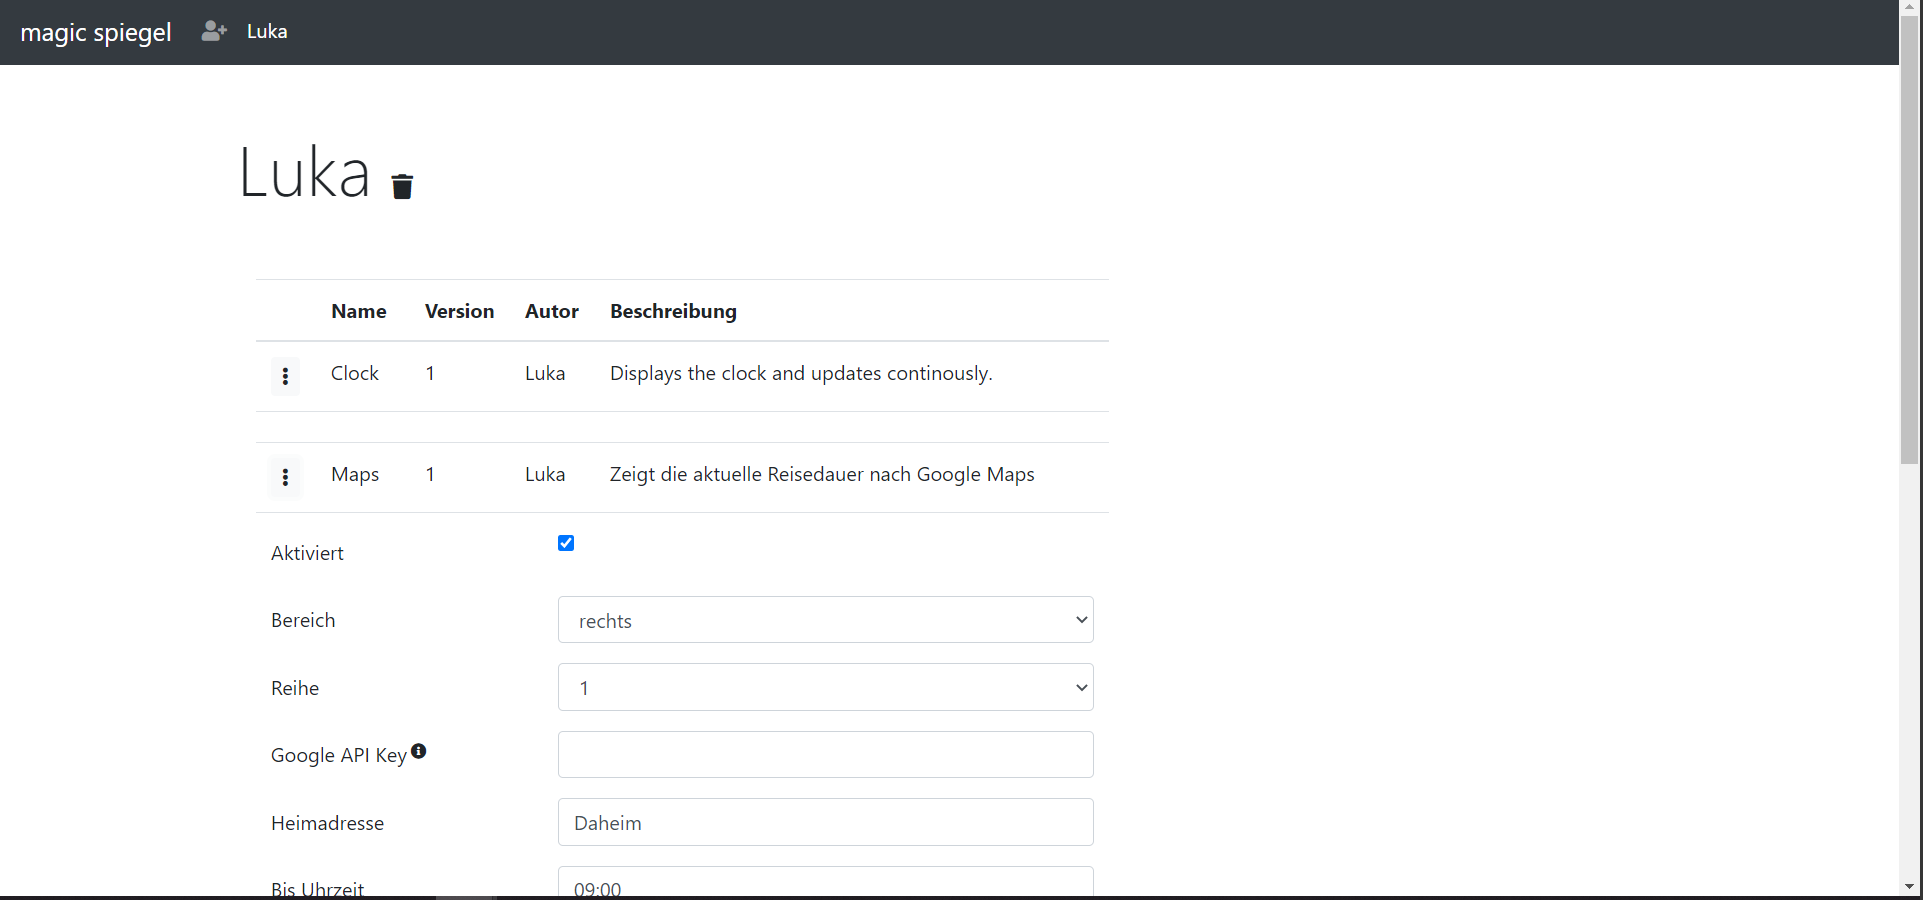 magic spiegel Luka
Luka
Name Version Autor Beschreibung
Clock 1 Luka Displays the clock and updates continously.
Maps 1 Luka Zeigt die aktuelle Reisedauer nach Google Maps
Aktiviert
Bereich rechts
Reihe 1
Google API Key
Heimadresse Daheim
Bis Uhrzeit 09:00